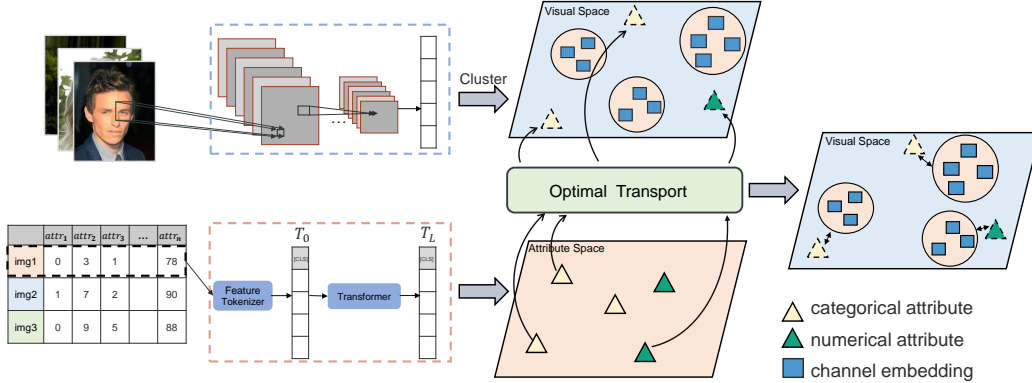 Visual Space
Cluster
...
Optimal Transport
Visual Space
attr₁ attr₂ attr₃ ... attrₙ
img1 0 3 1 78
img2 1 7 2 90
img3 0 9 5 88
T₀
[CLS]
Feature
Tokenizer
Transformer
T_L
[CLS]
Attribute Space
categorical attribute
numerical attribute
channel embedding